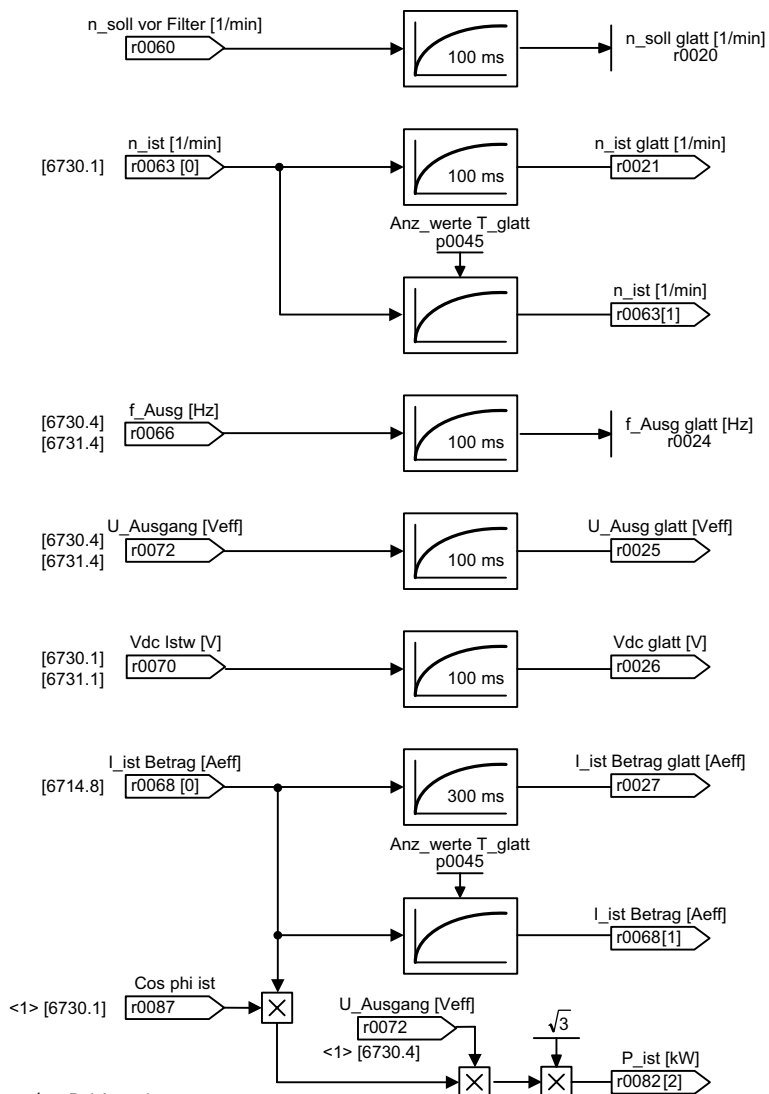 n_soll vor Filter [1/min]
r0060
100 ms
n_soll glatt [1/min]
r0020
n_ist [1/min]
[6730.1]
r0063 [0]
100 ms
n_ist glatt [1/min]
r0021
Anz_werte T_glatt
p0045
n_ist [1/min]
r0063[1]
f_Ausg [Hz]
[6730.4]
[6731.4]
r0066
100 ms
f_Ausg glatt [Hz]
r0024
U_Ausgang [Veff]
[6730.4]
[6731.4]
r0072
100 ms
U_Ausg glatt [Veff]
r0025
Vdc Istw [V]
[6730.1]
[6731.1]
r0070
100 ms
Vdc glatt [V]
r0026
I_ist Betrag [Aeff]
[6714.8]
r0068 [0]
300 ms
I_ist Betrag glatt [Aeff]
r0027
Anz_werte T_glatt
p0045
I_ist Betrag [Aeff]
r0068[1]
Cos phi ist
<1> [6730.1]
r0087
U_Ausgang [Veff]
r0072
<1> [6730.4]
√3
P_ist [kW]
r0082[2]